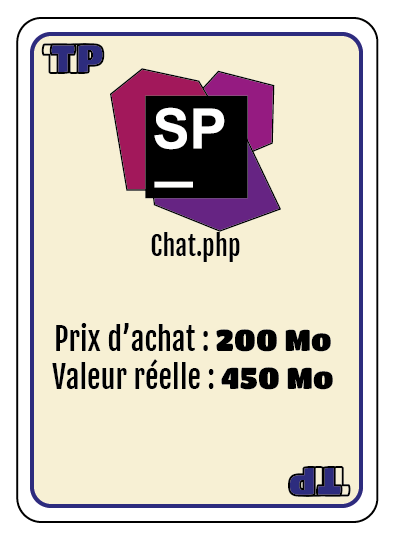 TP
SP
Chat.php
Prix d'achat : 200 Mo
Valeur réelle : 450 Mo
TP